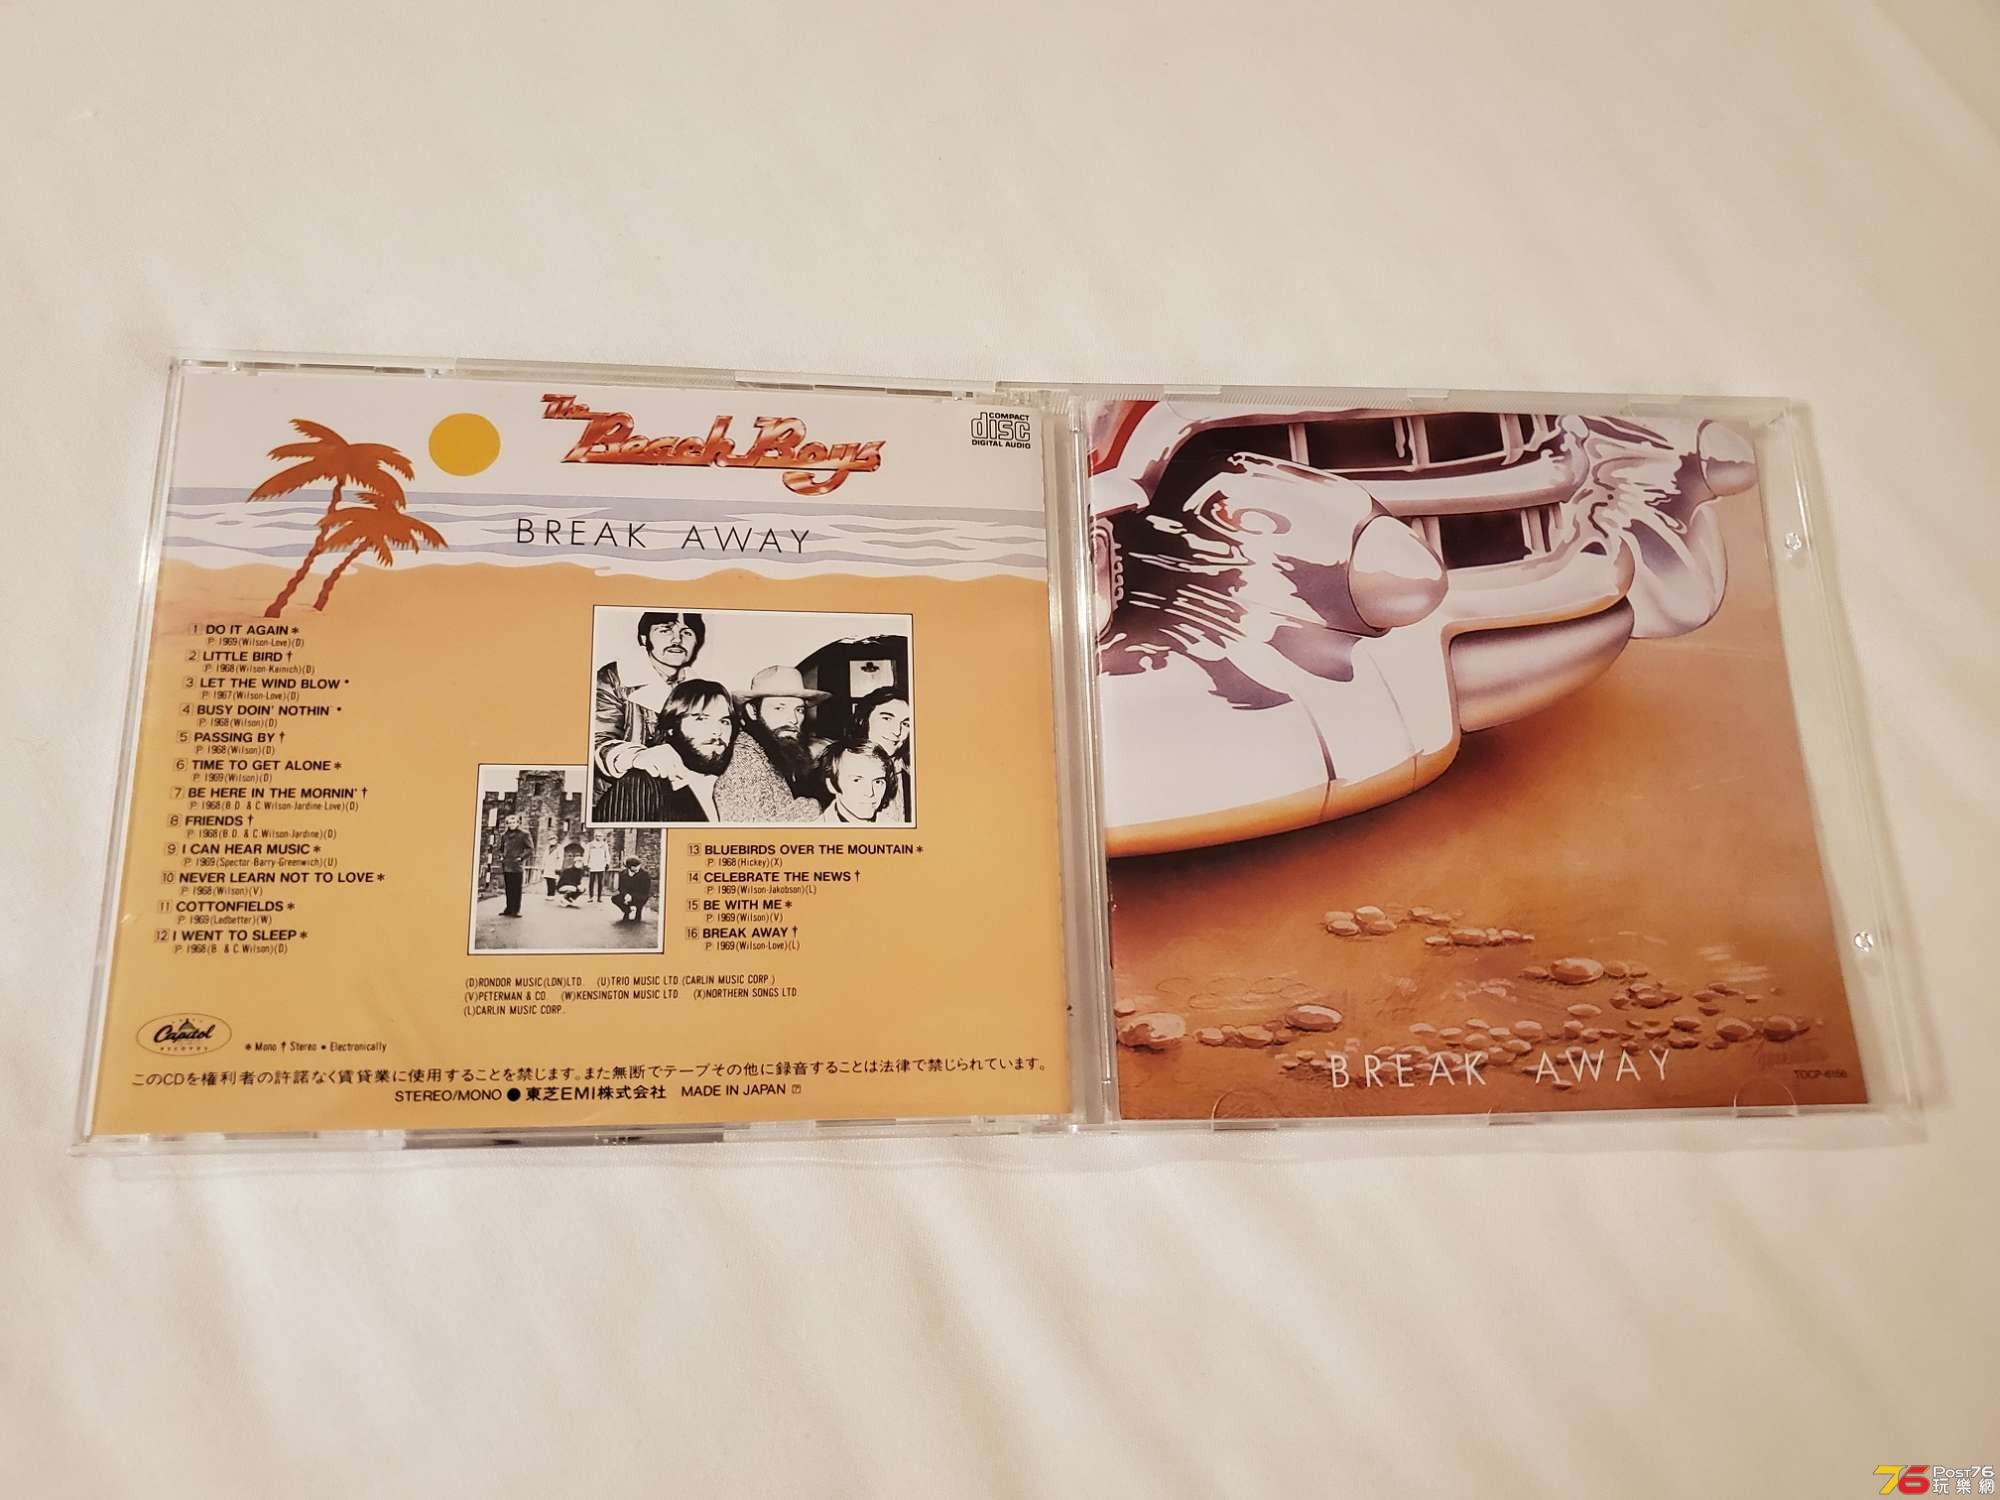 The Beach Boys
COMPACT
disc
DIGITAL AUDIO
BREAK AWAY
1 DO IT AGAIN *
℗ 1969 (Wilson-Love)(D)
2 LITTLE BIRD †
℗ 1968 (Wilson-Kalnich)(D)
3 LET THE WIND BLOW •
℗ 1967 (Wilson-Love)(D)
4 BUSY DOIN' NOTHIN' •
℗ 1968 (Wilson)(D)
5 PASSING BY †
℗ 1968 (Wilson)(D)
6 TIME TO GET ALONE *
℗ 1969 (Wilson)(D)
7 BE HERE IN THE MORNIN' †
℗ 1968 (B.D. & C.Wilson-Jardine-Love)(D)
8 FRIENDS †
℗ 1968 (B.D. & C.Wilson-Jardine)(D)
9 I CAN HEAR MUSIC *
℗ 1969 (Spector-Barry-Greenwich)(U)
10 NEVER LEARN NOT TO LOVE *
℗ 1968 (Wilson)(V)
11 COTTONFIELDS *
℗ 1969 (Ledbetter)(W)
12 I WENT TO SLEEP *
℗ 1968 (B. & C.Wilson)(D)
13 BLUEBIRDS OVER THE MOUNTAIN *
℗ 1968 (Hickey)(X)
14 CELEBRATE THE NEWS †
℗ 1969 (Wilson-Jakobson)(L)
15 BE WITH ME *
℗ 1969 (Wilson)(V)
16 BREAK AWAY †
℗ 1969 (Wilson-Love)(L)
(D)RONDOR MUSIC(LDN)LTD. (U)TRIO MUSIC LTD.(CARLIN MUSIC CORP.)
(V)PETERMAN & CO. (W)KENSINGTON MUSIC LTD. (X)NORTHERN SONGS LTD.
(L)CARLIN MUSIC CORP.
Capitol
RECORDS
* Mono † Stereo • Electronically
このCDを権利者の許諾なく賃貸業に使用することを禁じます。また無断でテープその他に録音することは法律で禁じられています。
STEREO/MONO ● 東芝EMI株式会社 MADE IN JAPAN
BREAK AWAY
76 POST76
玩樂網